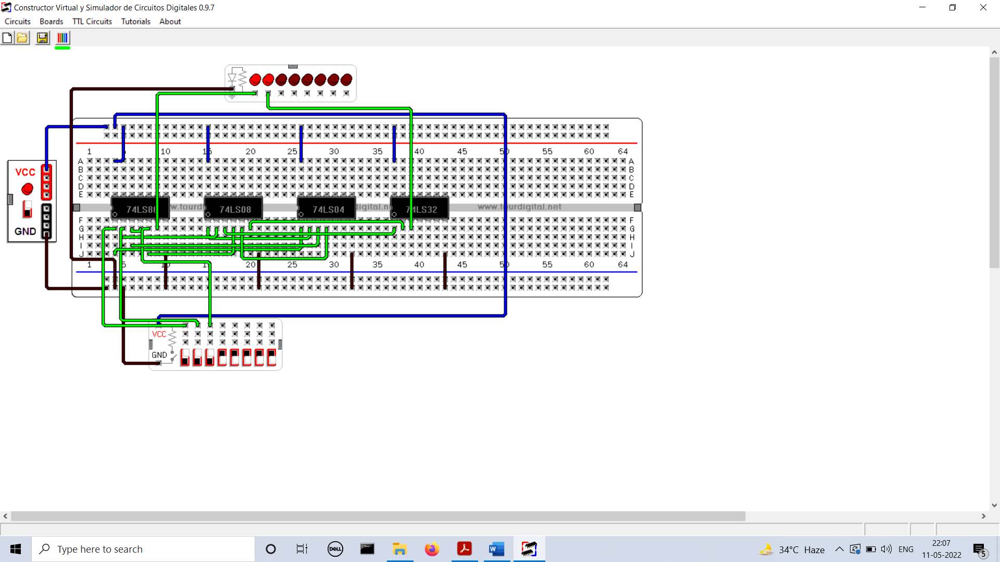 Constructor Virtual y Simulador de Circuitos Digitales 0.9.7
Circuits Boards TTL Circuits Tutorials About
1 10 15 20 25 30 35 40 45 50 55 60 64
A A
B B
C C
D D
E E
VCC
GND
74LS86 74LS08 74LS04 74LS32
www.tourdigital.net
F F
G G
H H
I I
J J
1 5 10 15 20 25 30 35 40 45 50 55 60 64
VCC
GND
Type here to search
DELL
34°C Haze
ENG
22:07
11-05-2022
5